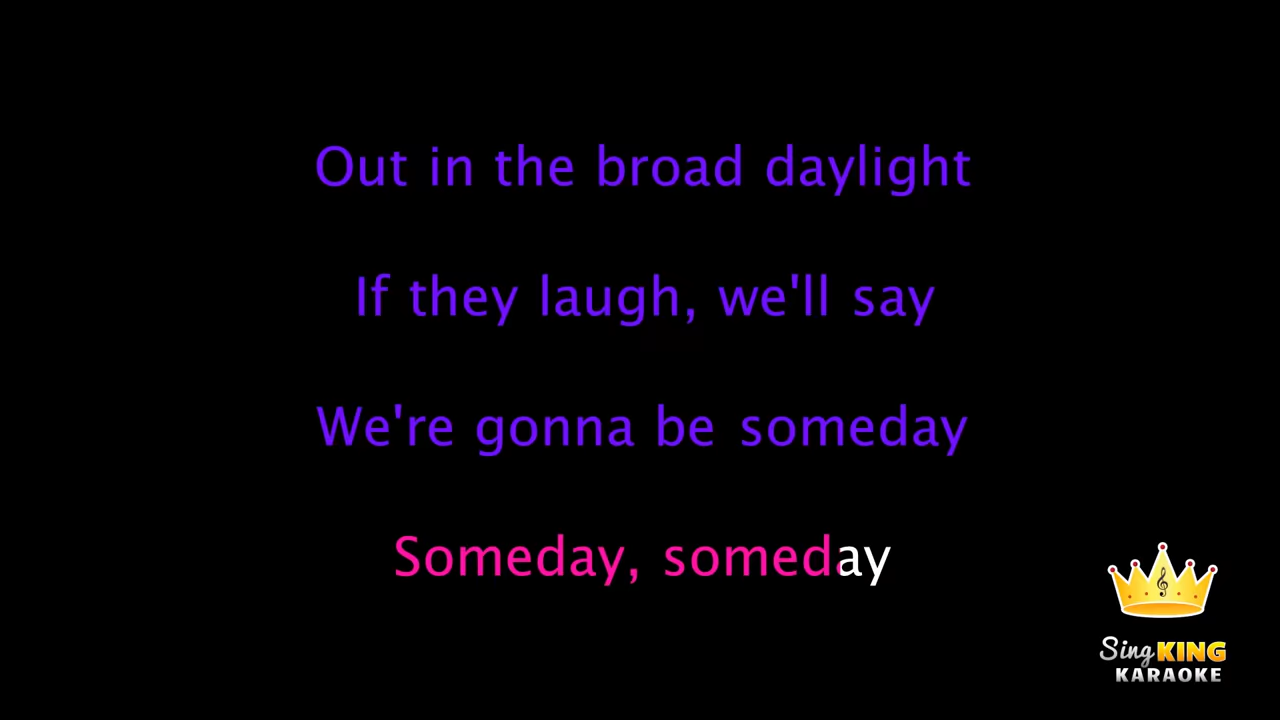 Out in the broad daylight
If they laugh, we'll say
We're gonna be someday
Someday, someday
Sing KING
KARAOKE